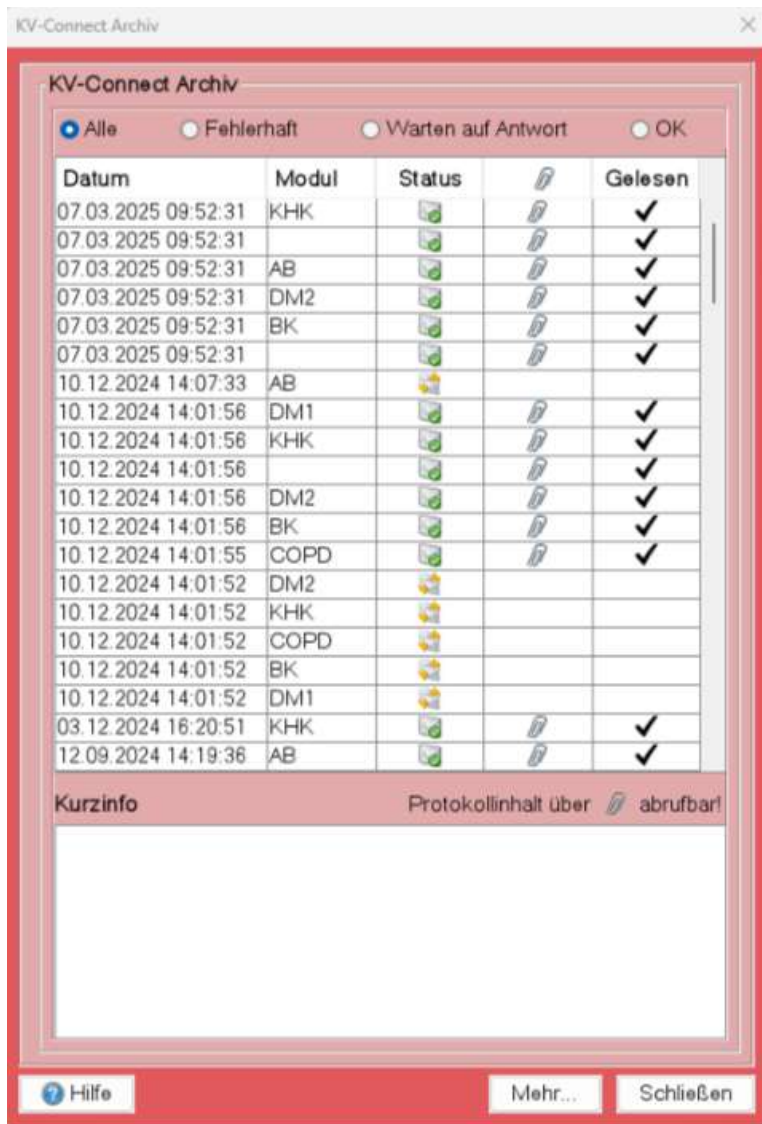 KV-Connect Archiv
KV-Connect Archiv
Alle Fehlerhaft Warten auf Antwort OK
Datum Modul Status Gelesen
07.03.2025 09:52:31 KHK
07.03.2025 09:52:31
07.03.2025 09:52:31 AB
07.03.2025 09:52:31 DM2
07.03.2025 09:52:31 BK
07.03.2025 09:52:31
10.12.2024 14:07:33 AB
10.12.2024 14:01:56 DM1
10.12.2024 14:01:56 KHK
10.12.2024 14:01:56
10.12.2024 14:01:56 DM2
10.12.2024 14:01:56 BK
10.12.2024 14:01:55 COPD
10.12.2024 14:01:52 DM2
10.12.2024 14:01:52 KHK
10.12.2024 14:01:52 COPD
10.12.2024 14:01:52 BK
10.12.2024 14:01:52 DM1
03.12.2024 16:20:51 KHK
12.09.2024 14:19:36 AB
Kurzinfo Protokollinhalt über abrufbar!
Hilfe Mehr... Schließen